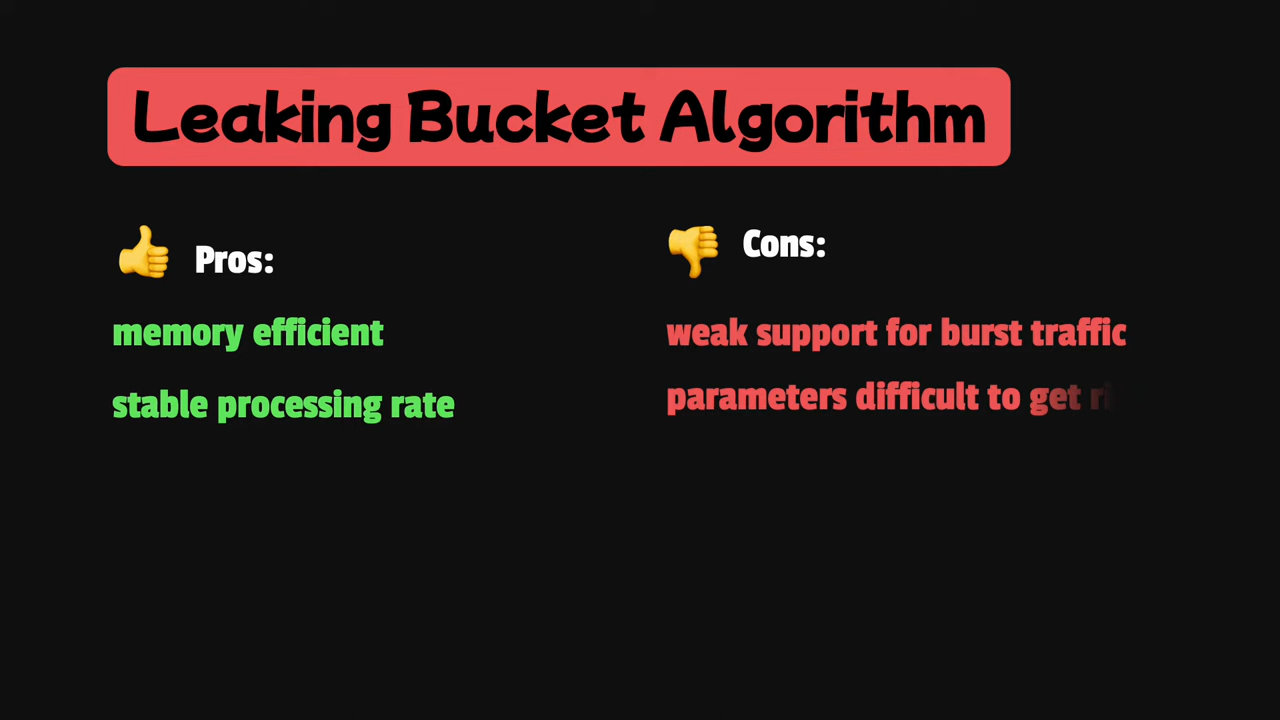 Leaking Bucket Algorithm
Pros:
memory efficient
stable processing rate
Cons:
weak support for burst traffic
parameters difficult to get